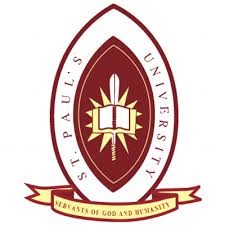 ST. PAUL'S UNIVERSITY
SERVANTS OF GOD AND HUMANITY